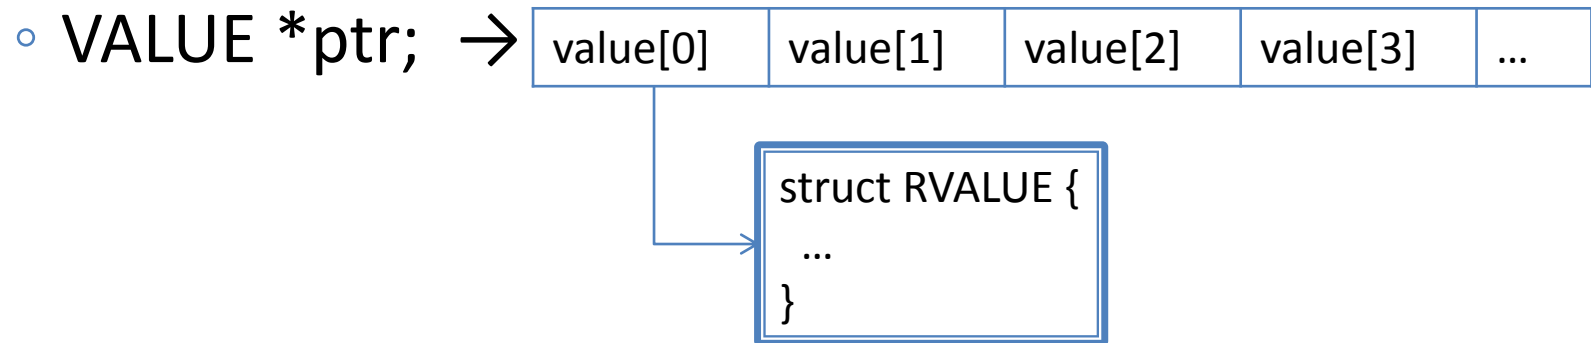 ◦ VALUE *ptr; → value[0] value[1] value[2] value[3] ...
struct RVALUE {
...
}